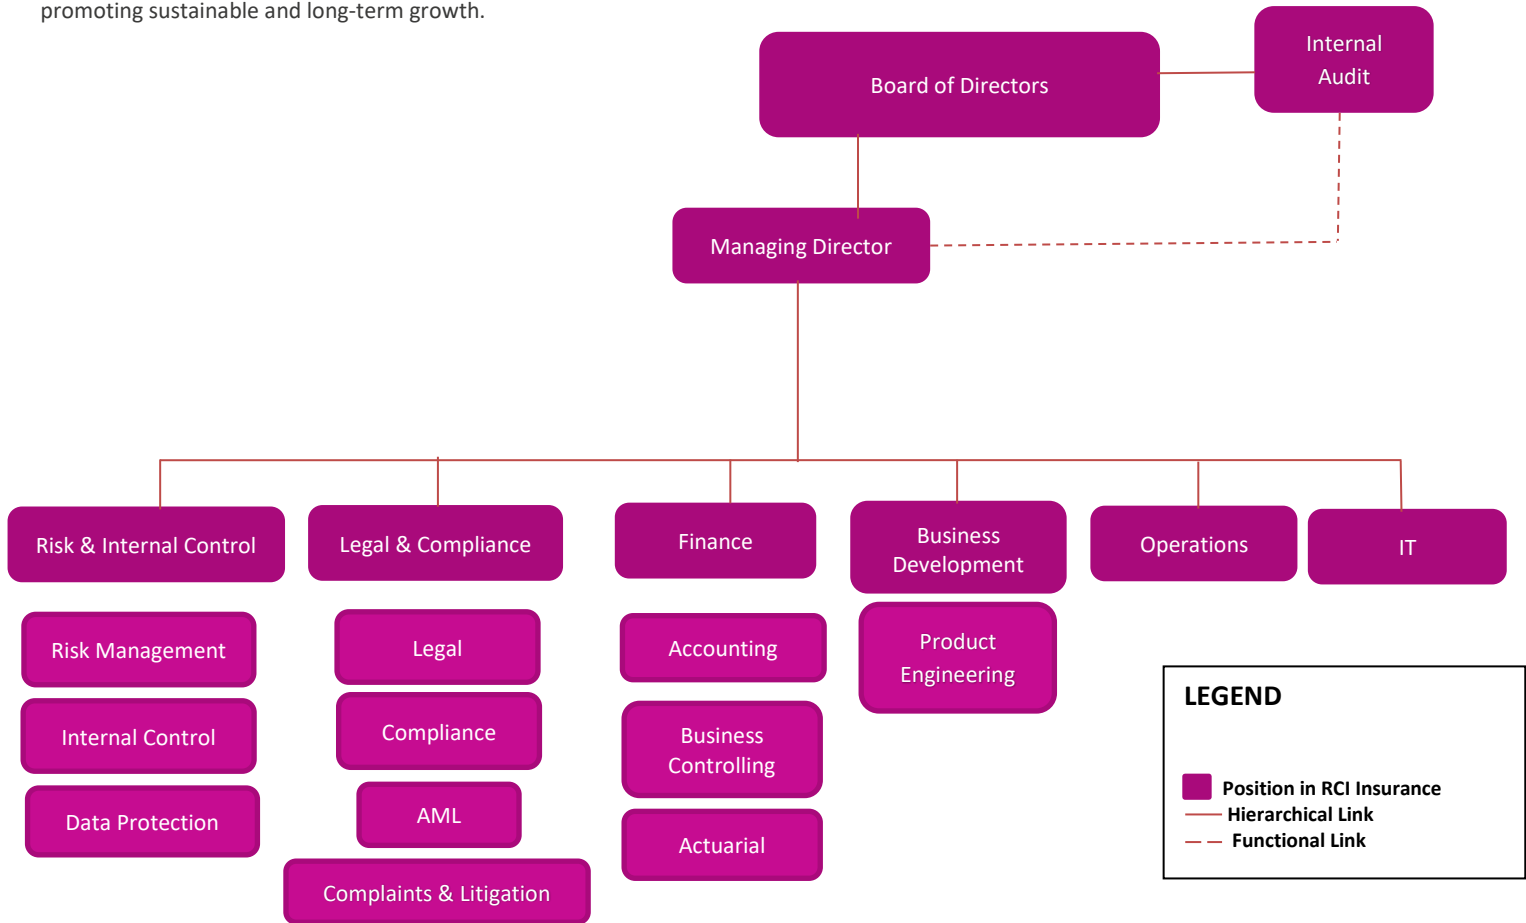 promoting sustainable and long-term growth.
Board of Directors
Internal
Audit
Managing Director
Risk & Internal Control
Legal & Compliance
Finance
Business
Development
Operations
IT
Risk Management
Internal Control
Data Protection
Legal
Compliance
AML
Complaints & Litigation
Accounting
Business
Controlling
Actuarial
Product
Engineering
LEGEND
Position in RCI Insurance
Hierarchical Link
Functional Link